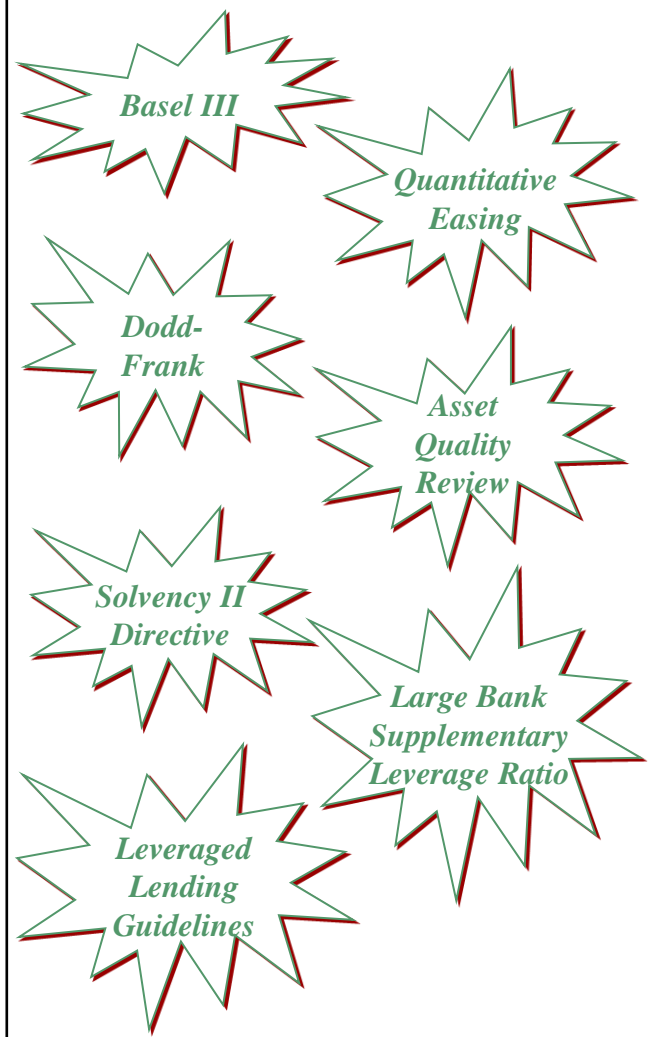 Basel III
Quantitative
Easing
Dodd-
Frank
Asset
Quality
Review
Solvency II
Directive
Large Bank
Supplementary
Leverage Ratio
Leveraged
Lending
Guidelines